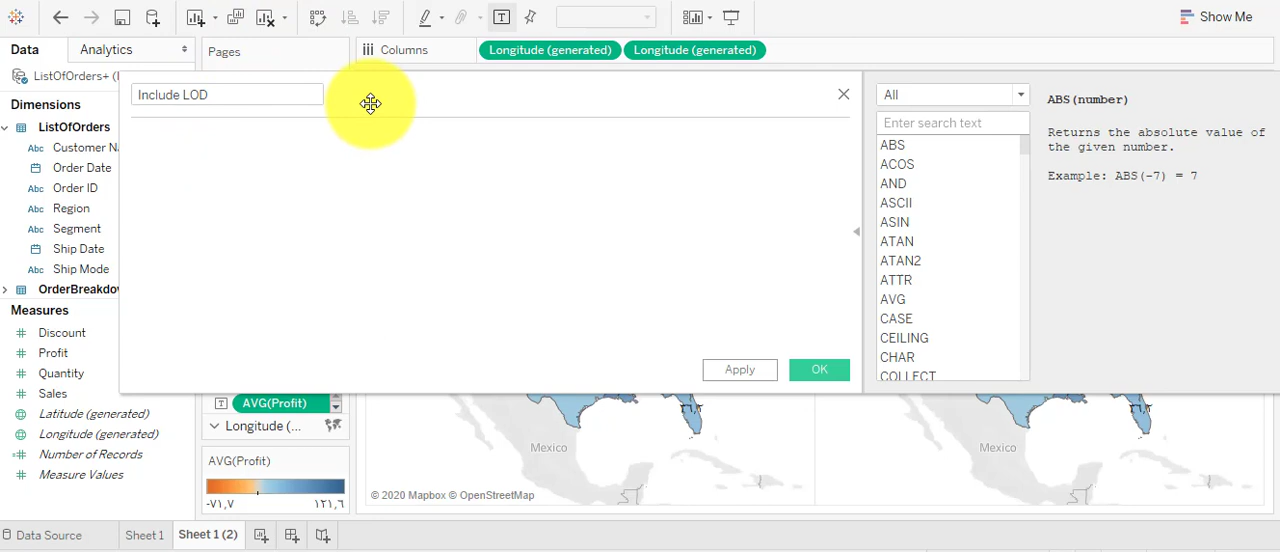 Show Me
Data
Analytics
Pages
Columns
Longitude (generated)
Longitude (generated)
ListOfOrders+ (
Dimensions
ListOfOrders
Customer Na
Order Date
Order ID
Region
Segment
Ship Date
Ship Mode
OrderBreakdow
Measures
Discount
Profit
Quantity
Sales
Latitude (generated)
Longitude (generated)
Number of Records
Measure Values
Include LOD
Apply
OK
All
Enter search text
ABS
ACOS
AND
ASCII
ASIN
ATAN
ATAN2
ATTR
AVG
CASE
CEILING
CHAR
COLLECT
ABS(number)
Returns the absolute value of
the given number.
Example: ABS(-7) = 7
AVG(Profit)
Longitude (...
AVG(Profit)
-٧١,٧
١٢١,٦
Mexico
Mexico
© 2020 Mapbox © OpenStreetMap
Data Source
Sheet 1
Sheet 1 (2)